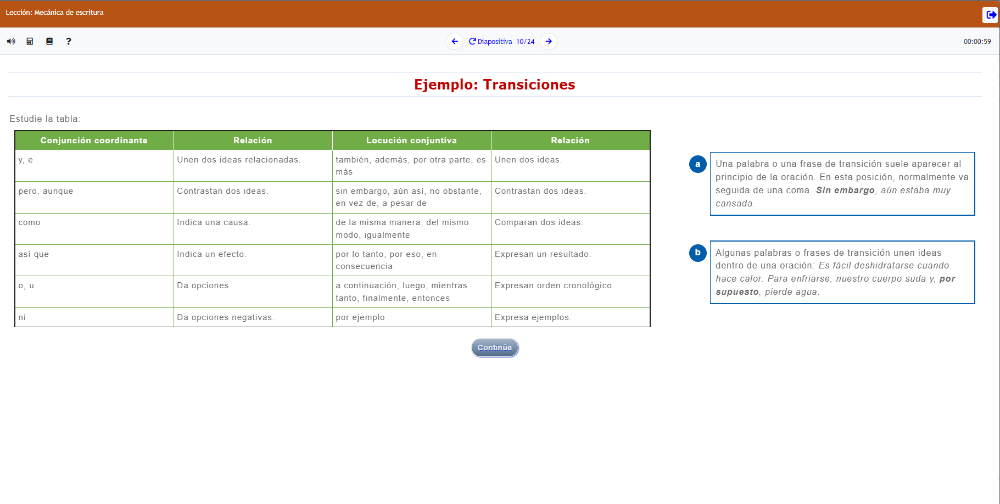 Lección: Mecánica de escritura
?
Diapositiva 10/24
00:00:59
Ejemplo: Transiciones
Estudie la tabla:
Conjunción coordinante Relación Locución conjuntiva Relación
y, e Unen dos ideas relacionadas. también, además, por otra parte, es más Unen dos ideas.
pero, aunque Contrastan dos ideas. sin embargo, aún así, no obstante, en vez de, a pesar de Contrastan dos ideas.
como Indica una causa. de la misma manera, del mismo modo, igualmente Comparan dos ideas.
así que Indica un efecto. por lo tanto, por eso, en consecuencia Expresan un resultado.
o, u Da opciones. a continuación, luego, mientras tanto, finalmente, entonces Expresan orden cronológico.
ni Da opciones negativas. por ejemplo Expresa ejemplos.
a
Una palabra o una frase de transición suele aparecer al
principio de la oración. En esta posición, normalmente va
seguida de una coma. Sin embargo, aún estaba muy
cansada.
b
Algunas palabras o frases de transición unen ideas
dentro de una oración: Es fácil deshidratarse cuando
hace calor. Para enfriarse, nuestro cuerpo suda y, por
supuesto, pierde agua.
Continúe